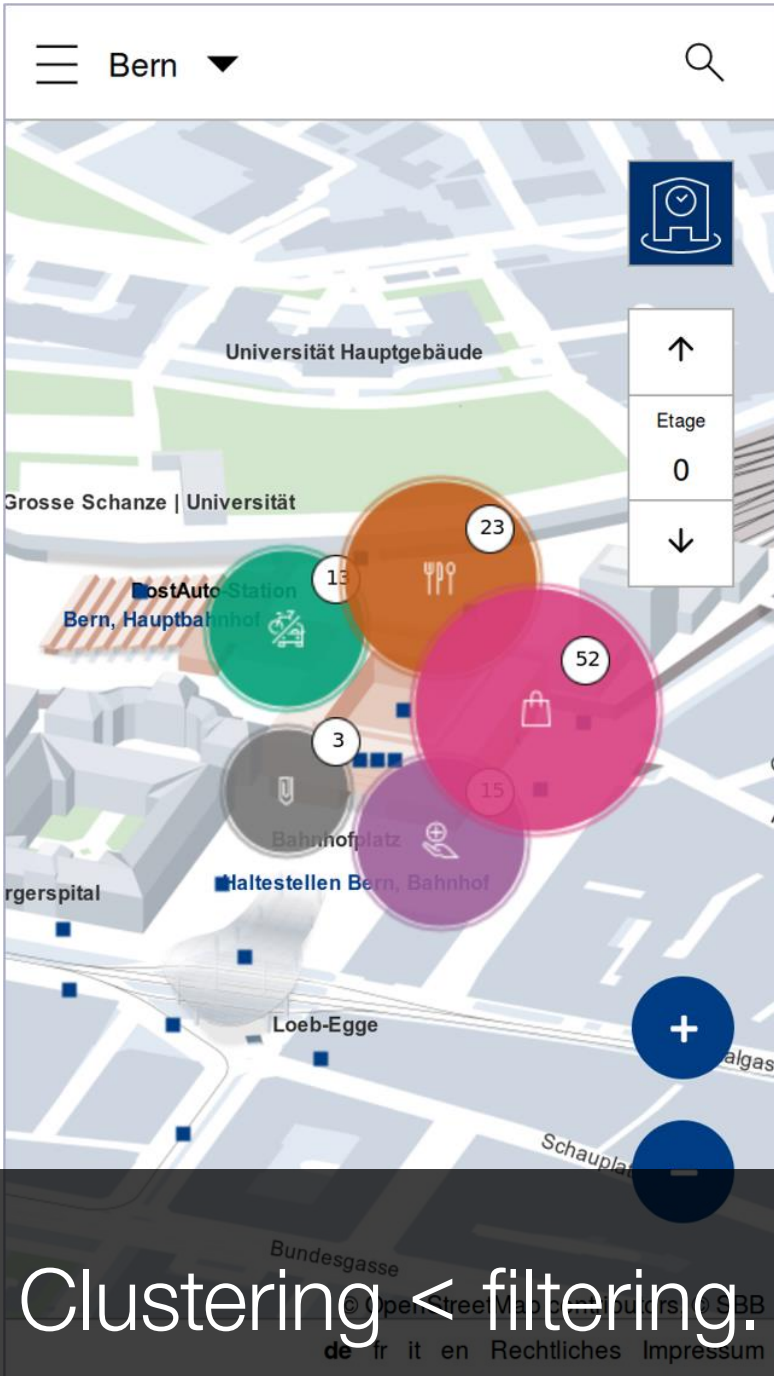 Bern
Universität Hauptgebäude
Etage
0
Grosse Schanze | Universität
23
13
PostAuto-Station
Bern, Hauptbahnhof
52
3
15
Bahnhofplatz
Haltestellen Bern, Bahnhof
rgerspital
Loeb-Egge
+
algas
Schaupla
−
Bundesgasse
Clustering < filtering.
© OpenStreetMap contributors, © SBB
de fr it en Rechtliches Impressum